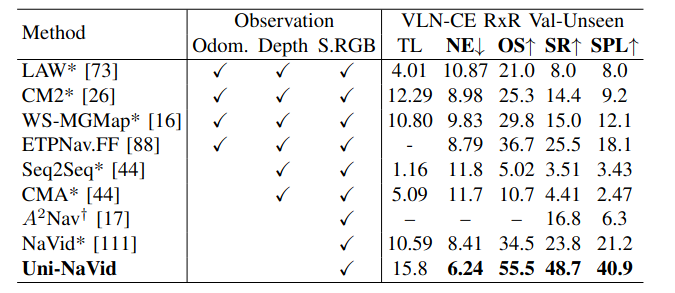 Method Observation VLN-CE RxR Val-Unseen
Odom. Depth S.RGB TL NE↓ OS↑ SR↑ SPL↑
LAW* [73] ✓ ✓ ✓ 4.01 10.87 21.0 8.0 8.0
CM2* [26] ✓ ✓ ✓ 12.29 8.98 25.3 14.4 9.2
WS-MGMap* [16] ✓ ✓ ✓ 10.80 9.83 29.8 15.0 12.1
ETPNav.FF [88] ✓ ✓ ✓ - 8.79 36.7 25.5 18.1
Seq2Seq* [44] ✓ ✓ 1.16 11.8 5.02 3.51 3.43
CMA* [44] ✓ ✓ 5.09 11.7 10.7 4.41 2.47
A²Nav† [17] ✓ – – – 16.8 6.3
NaVid* [111] ✓ 10.59 8.41 34.5 23.8 21.2
Uni-NaVid ✓ 15.8 6.24 55.5 48.7 40.9